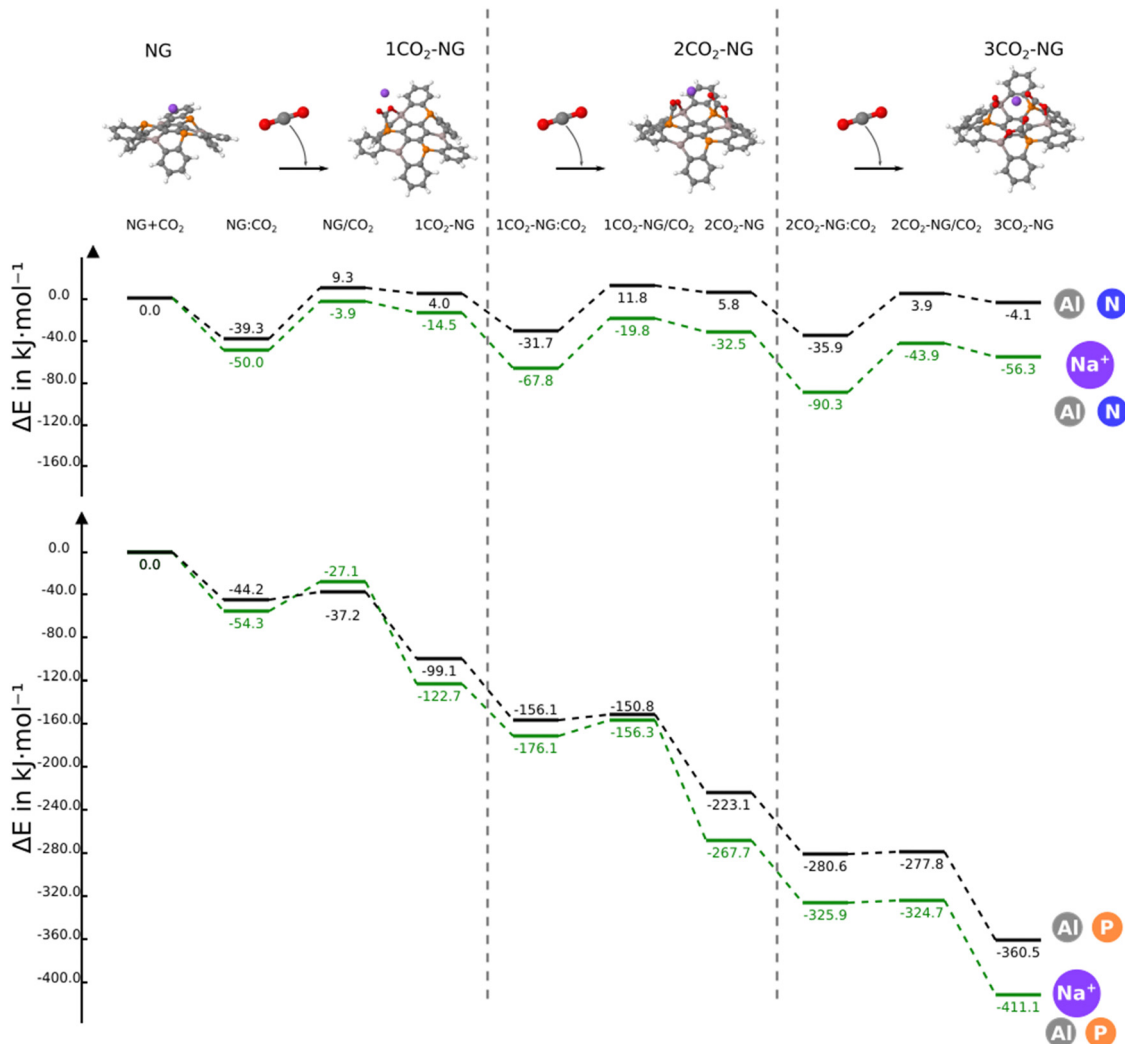 NG 1CO₂-NG 2CO₂-NG 3CO₂-NG
NG+CO₂ NG:CO₂ NG/CO₂ 1CO₂-NG 1CO₂-NG:CO₂ 1CO₂-NG/CO₂ 2CO₂-NG 2CO₂-NG:CO₂ 2CO₂-NG/CO₂ 3CO₂-NG
ΔE in kJ·mol⁻¹
0.0
-40.0
-80.0
-120.0
-160.0
0.0 -39.3 9.3 4.0 -31.7 11.8 5.8 -35.9 3.9 -4.1
Al N
-50.0 -3.9 -14.5 -67.8 -19.8 -32.5 -90.3 -43.9 -56.3
Na⁺
Al N
ΔE in kJ·mol⁻¹
0.0
-40.0
-80.0
-120.0
-160.0
-200.0
-240.0
-280.0
-320.0
-360.0
-400.0
0.0 -44.2 -37.2 -99.1 -156.1 -150.8 -223.1 -280.6 -277.8 -360.5
Al P
-54.3 -27.1 -122.7 -176.1 -156.3 -267.7 -325.9 -324.7 -411.1
Na⁺
Al P